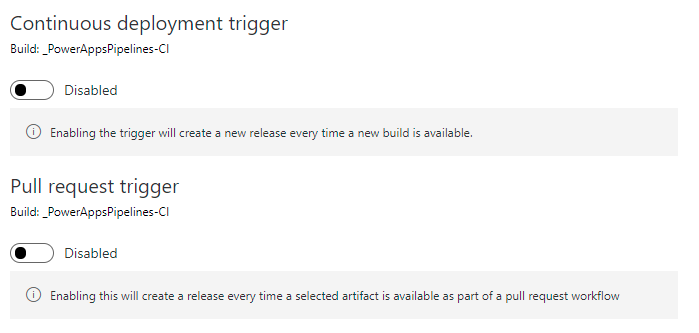 Continuous deployment trigger
Build: _PowerAppsPipelines-CI
Disabled
Enabling the trigger will create a new release every time a new build is available.
Pull request trigger
Build: _PowerAppsPipelines-CI
Disabled
Enabling this will create a release every time a selected artifact is available as part of a pull request workflow